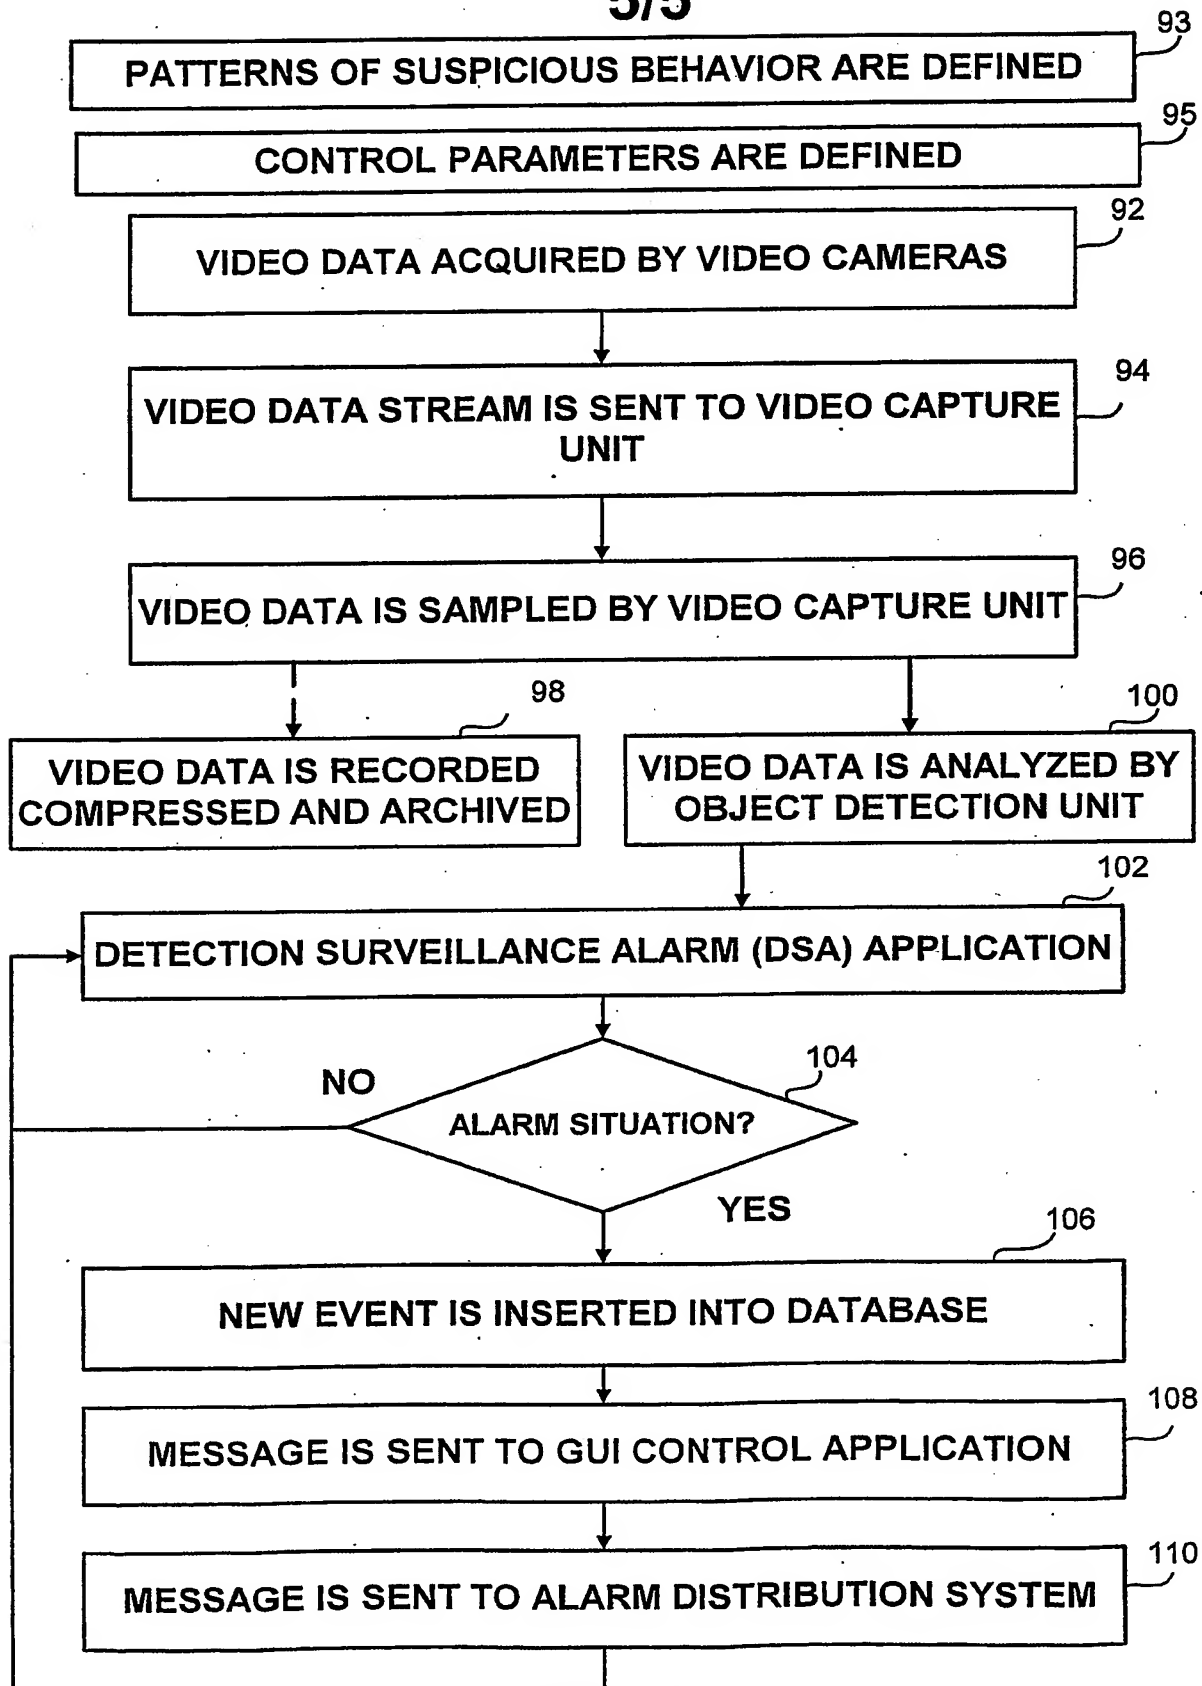 5/5
93
PATTERNS OF SUSPICIOUS BEHAVIOR ARE DEFINED
95
CONTROL PARAMETERS ARE DEFINED
92
VIDEO DATA ACQUIRED BY VIDEO CAMERAS
94
VIDEO DATA STREAM IS SENT TO VIDEO CAPTURE
UNIT
96
VIDEO DATA IS SAMPLED BY VIDEO CAPTURE UNIT
98
VIDEO DATA IS RECORDED
COMPRESSED AND ARCHIVED
100
VIDEO DATA IS ANALYZED BY
OBJECT DETECTION UNIT
102
DETECTION SURVEILLANCE ALARM (DSA) APPLICATION
104
NO
ALARM SITUATION?
YES
106
NEW EVENT IS INSERTED INTO DATABASE
108
MESSAGE IS SENT TO GUI CONTROL APPLICATION
110
MESSAGE IS SENT TO ALARM DISTRIBUTION SYSTEM